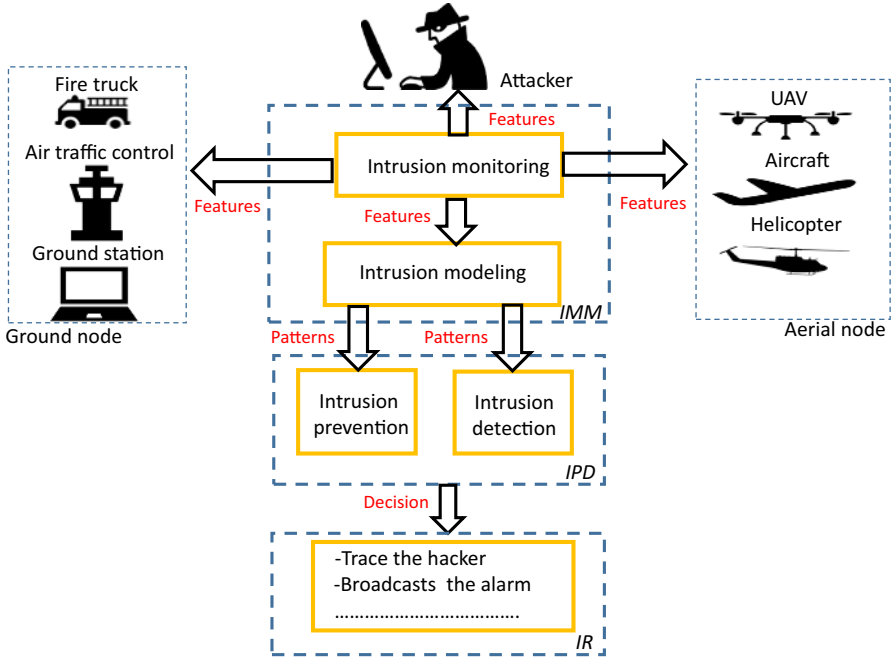 Attacker
Fire truck
Air traffic control
Ground station
Ground node
Features
Features
Intrusion monitoring
Features
Features
Intrusion modeling
IMM
UAV
Aircraft
Helicopter
Aerial node
Patterns
Patterns
Intrusion
prevention
Intrusion
detection
IPD
Decision
-Trace the hacker
-Broadcasts the alarm
……………………………….
IR